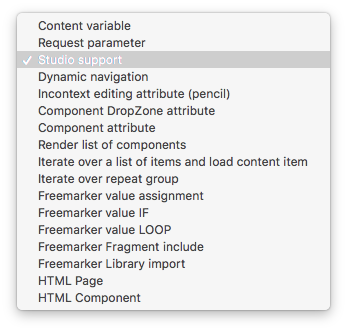 Content variable
Request parameter
✓ Studio support
Dynamic navigation
Incontext editing attribute (pencil)
Component DropZone attribute
Component attribute
Render list of components
Iterate over a list of items and load content item
Iterate over repeat group
Freemarker value assignment
Freemarker value IF
Freemarker value LOOP
Freemarker Fragment include
Freemarker Library import
HTML Page
HTML Component